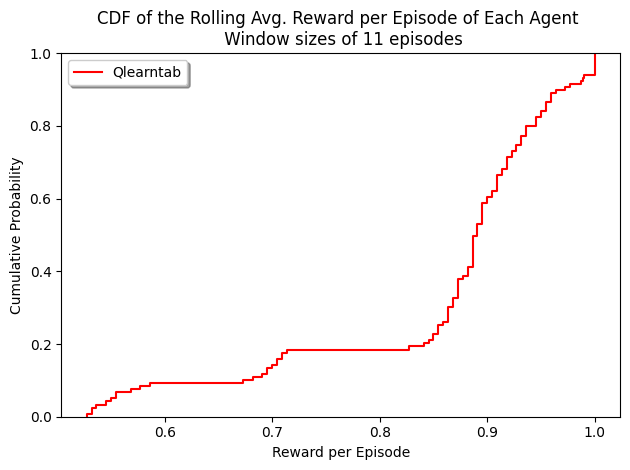 CDF of the Rolling Avg. Reward per Episode of Each Agent
Window sizes of 11 episodes
Qlearntab
Cumulative Probability
1.0
0.8
0.6
0.4
0.2
0.0
0.6 0.7 0.8 0.9 1.0
Reward per Episode